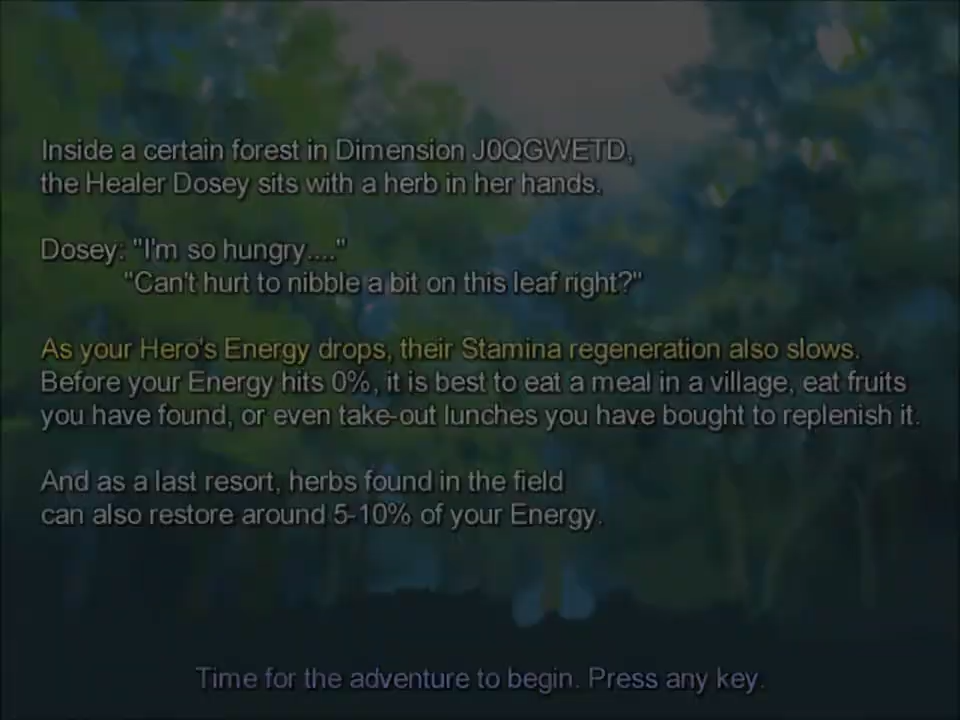 Inside a certain forest in Dimension J0QGWETD,
the Healer Dosey sits with a herb in her hands.
Dosey: "I'm so hungry...."
"Can't hurt to nibble a bit on this leaf right?"
As your Hero's Energy drops, their Stamina regeneration also slows.
Before your Energy hits 0%, it is best to eat a meal in a village, eat fruits
you have found, or even take-out lunches you have bought to replenish it.
And as a last resort, herbs found in the field
can also restore around 5-10% of your Energy.
Time for the adventure to begin. Press any key.